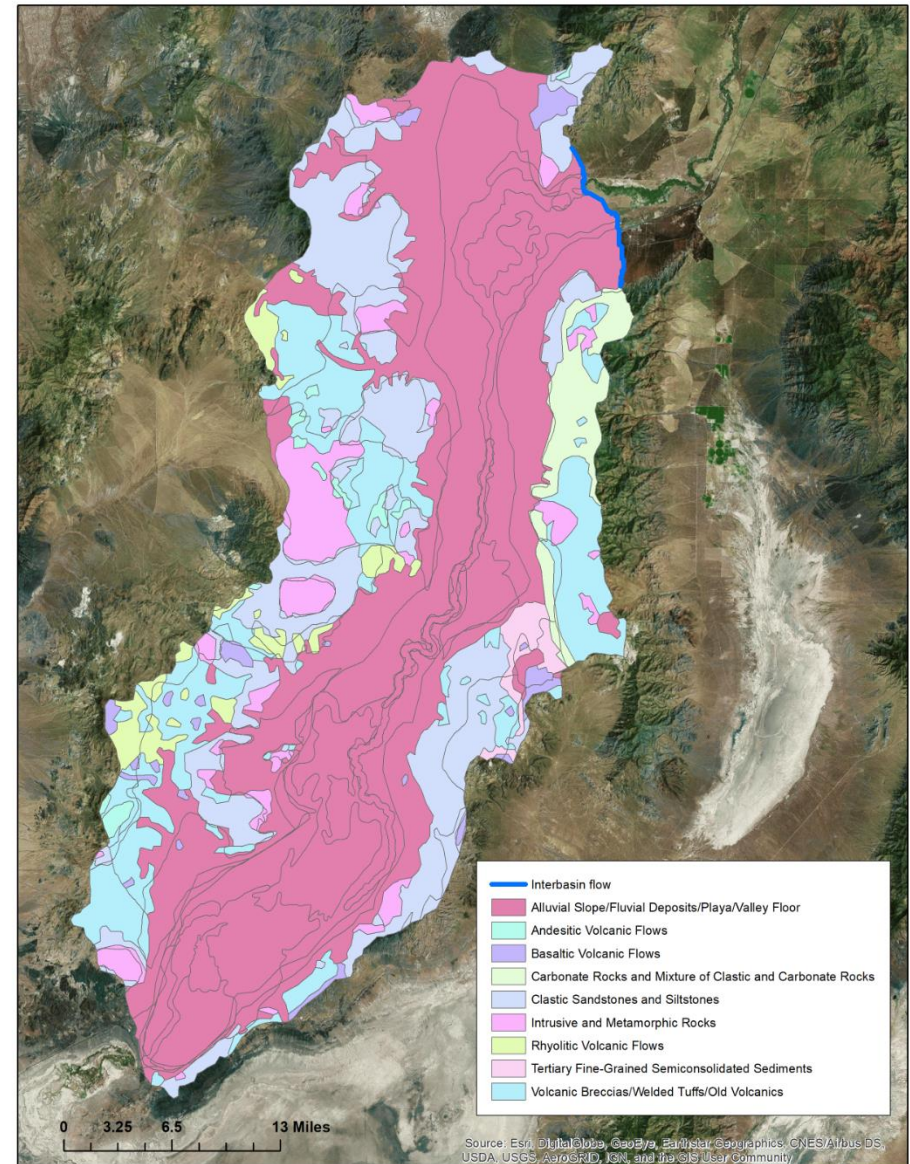 Interbasin flow
Alluvial Slope/Fluvial Deposits/Playa/Valley Floor
Andesitic Volcanic Flows
Basaltic Volcanic Flows
Carbonate Rocks and Mixture of Clastic and Carbonate Rocks
Clastic Sandstones and Siltstones
Intrusive and Metamorphic Rocks
Rhyolitic Volcanic Flows
Tertiary Fine-Grained Semiconsolidated Sediments
Volcanic Breccias/Welded Tuffs/Old Volcanics
0 3.25 6.5 13 Miles
Source: Esri, DigitalGlobe, GeoEye, Earthstar Geographics, CNES/Airbus DS,
USDA, USGS, AeroGRID, IGN, and the GIS User Community